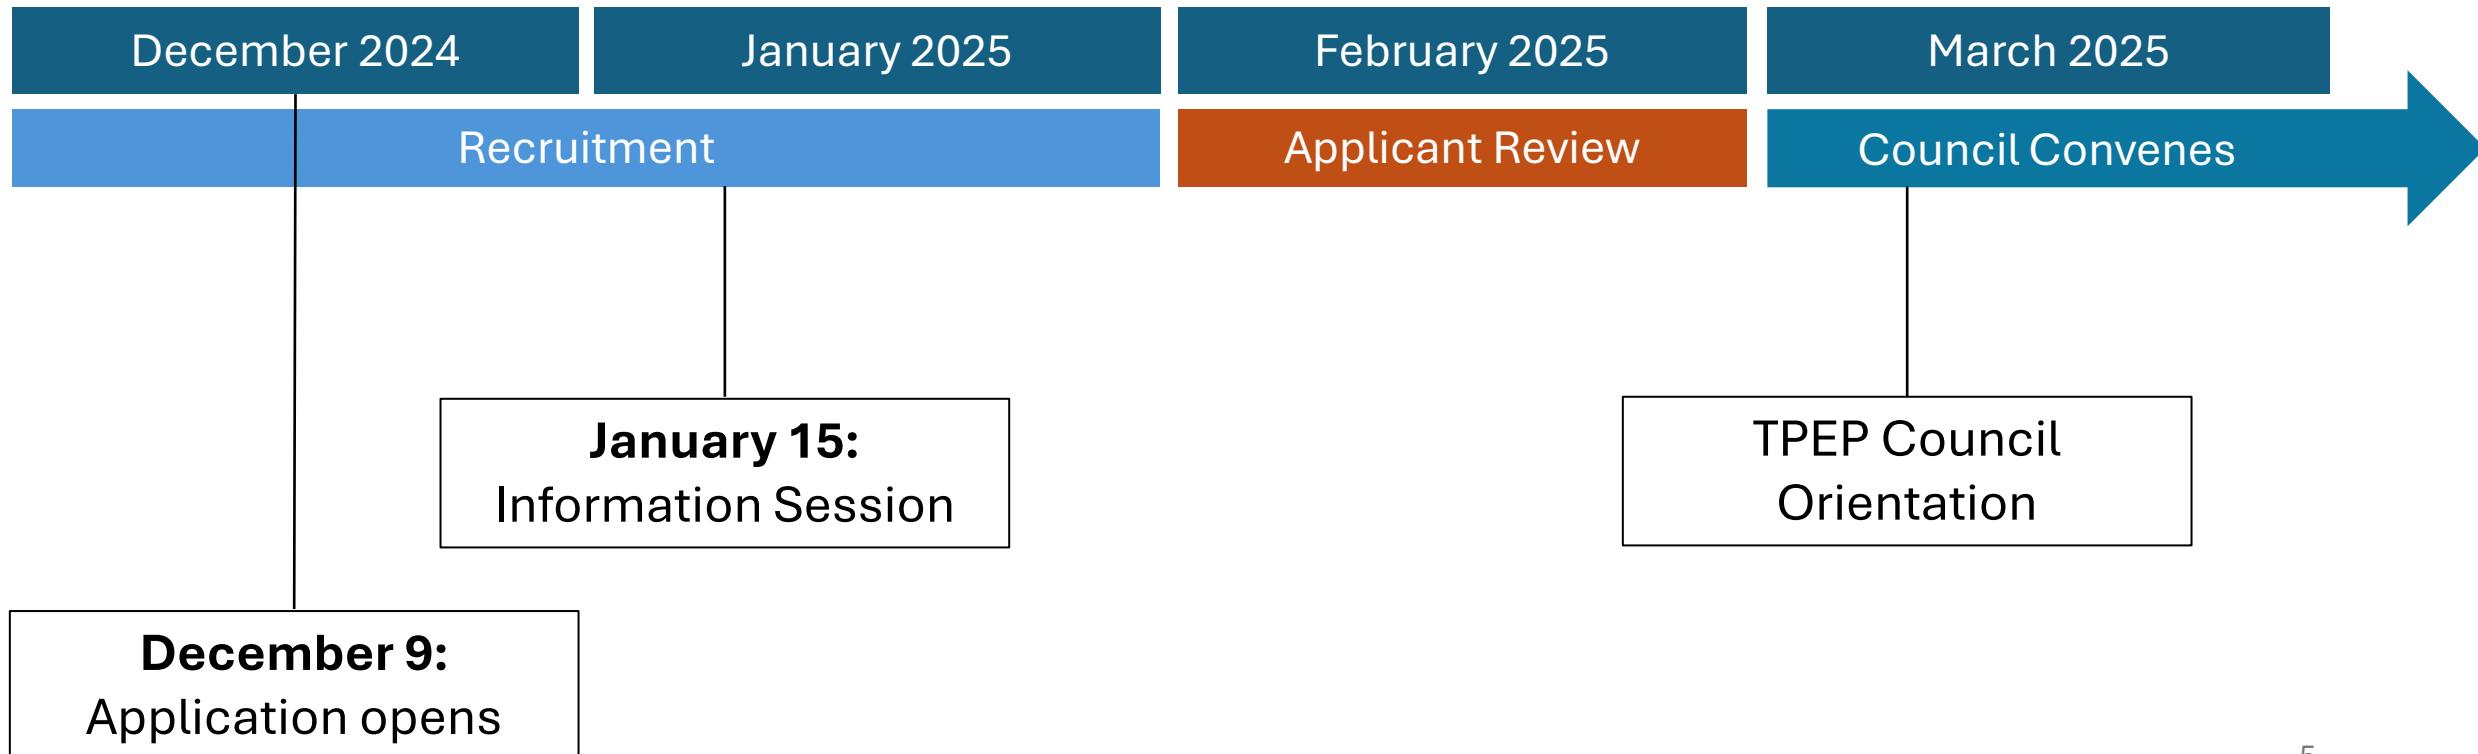 December 2024
January 2025
February 2025
March 2025
Recruitment
Applicant Review
Council Convenes
January 15:
Information Session
TPEP Council
Orientation
December 9:
Application opens
5